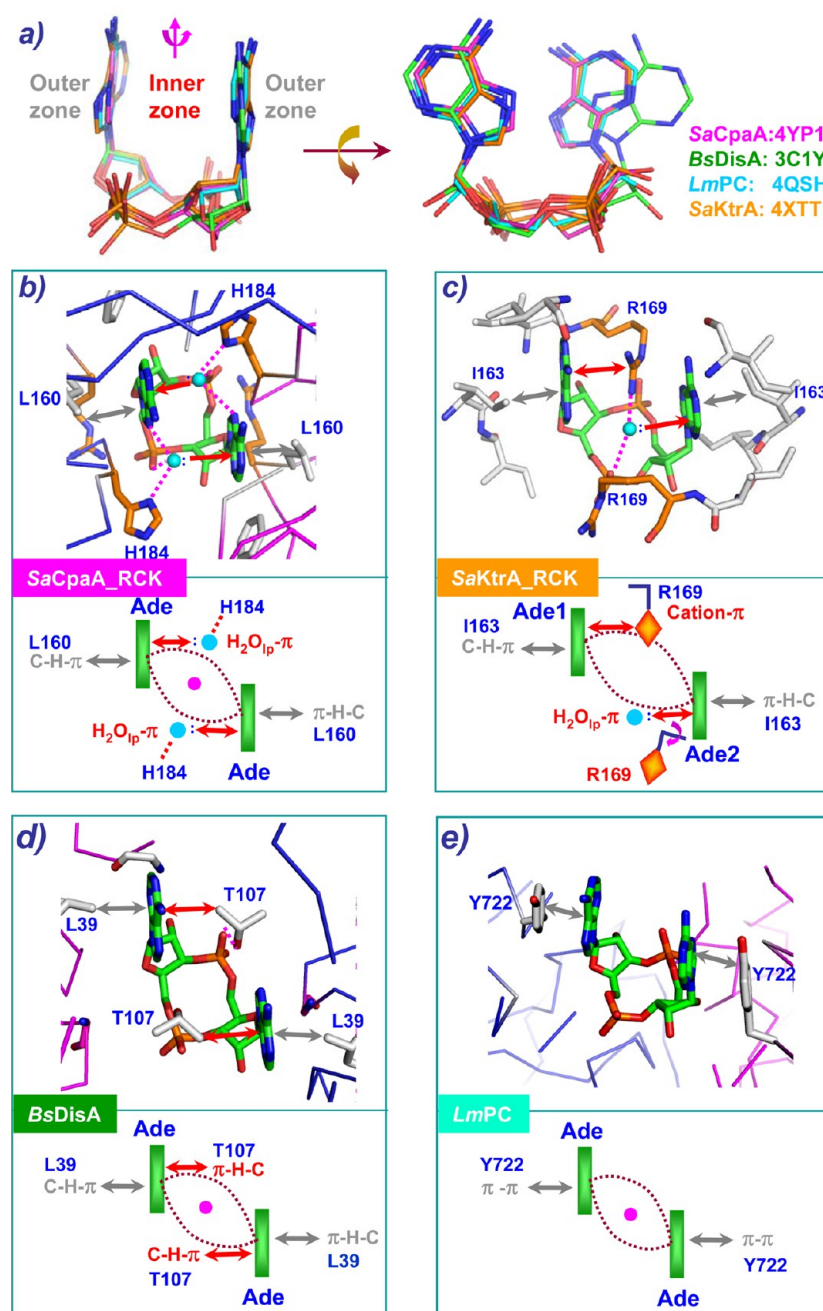 a)
Outer zone
Inner zone
Outer zone
SaCpaA:4YP1
BsDisA: 3C1Y
LmPC: 4QSH
SaKtrA: 4XTT
b)
H184
L160
L160
H184
SaCpaA_RCK
Ade
H184
L160
C-H-π
H₂Olp-π
H₂Olp-π
π-H-C
L160
H184
Ade
c)
R169
I163
I163
R169
SaKtrA_RCK
R169
Ade1
Cation-π
I163
C-H-π
H₂Olp-π
π-H-C
I163
Ade2
R169
d)
T107
L39
T107
L39
BsDisA
Ade
T107
L39
π-H-C
C-H-π
C-H-π
π-H-C
T107
L39
Ade
e)
Y722
Y722
LmPC
Ade
Y722
π -π
π-π
Y722
Ade